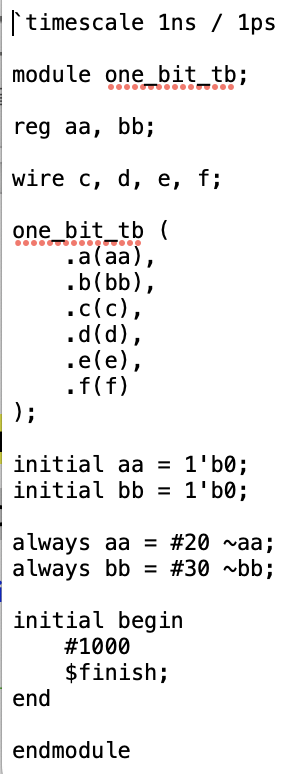 `timescale 1ns / 1ps
module one_bit_tb;
reg aa, bb;
wire c, d, e, f;
one_bit_tb (
    .a(aa),
    .b(bb),
    .c(c),
    .d(d),
    .e(e),
    .f(f)
);
initial aa = 1'b0;
initial bb = 1'b0;
always aa = #20 ~aa;
always bb = #30 ~bb;
initial begin
    #1000
    $finish;
end
endmodule